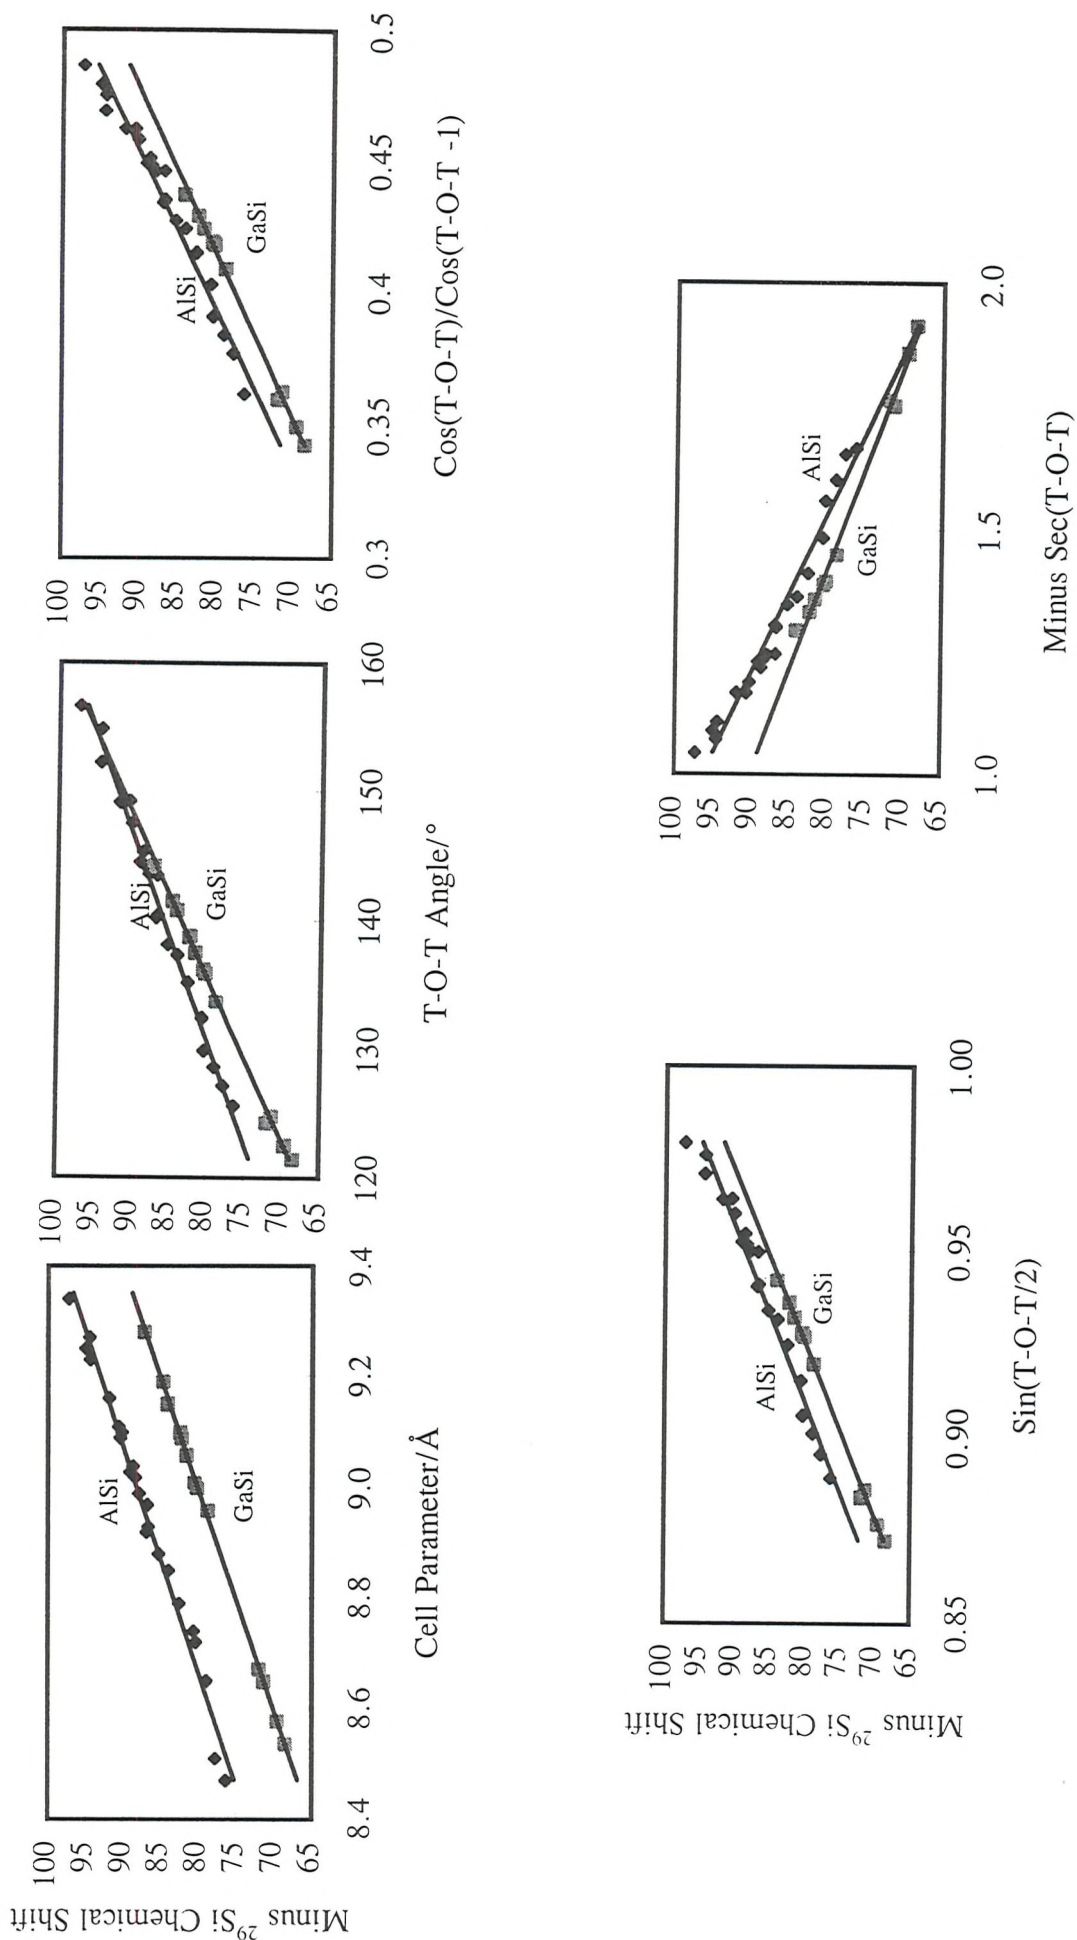 Minus ²⁹Si Chemical Shift
100
95
90
85
80
75
70
65
AlSi
GaSi
8.4 8.6 8.8 9.0 9.2 9.4
Cell Parameter/Å
100
95
90
85
80
75
70
65
AlSi
GaSi
120 130 140 150 160
T-O-T Angle/°
100
95
90
85
80
75
70
65
AlSi
GaSi
0.3 0.35 0.4 0.45 0.5
Cos(T-O-T)/Cos(T-O-T -1)
Minus ²⁹Si Chemical Shift
100
95
90
85
80
75
70
65
AlSi
GaSi
0.85 0.90 0.95 1.00
Sin(T-O-T/2)
100
95
90
85
80
75
70
65
AlSi
GaSi
1.0 1.5 2.0
Minus Sec(T-O-T)